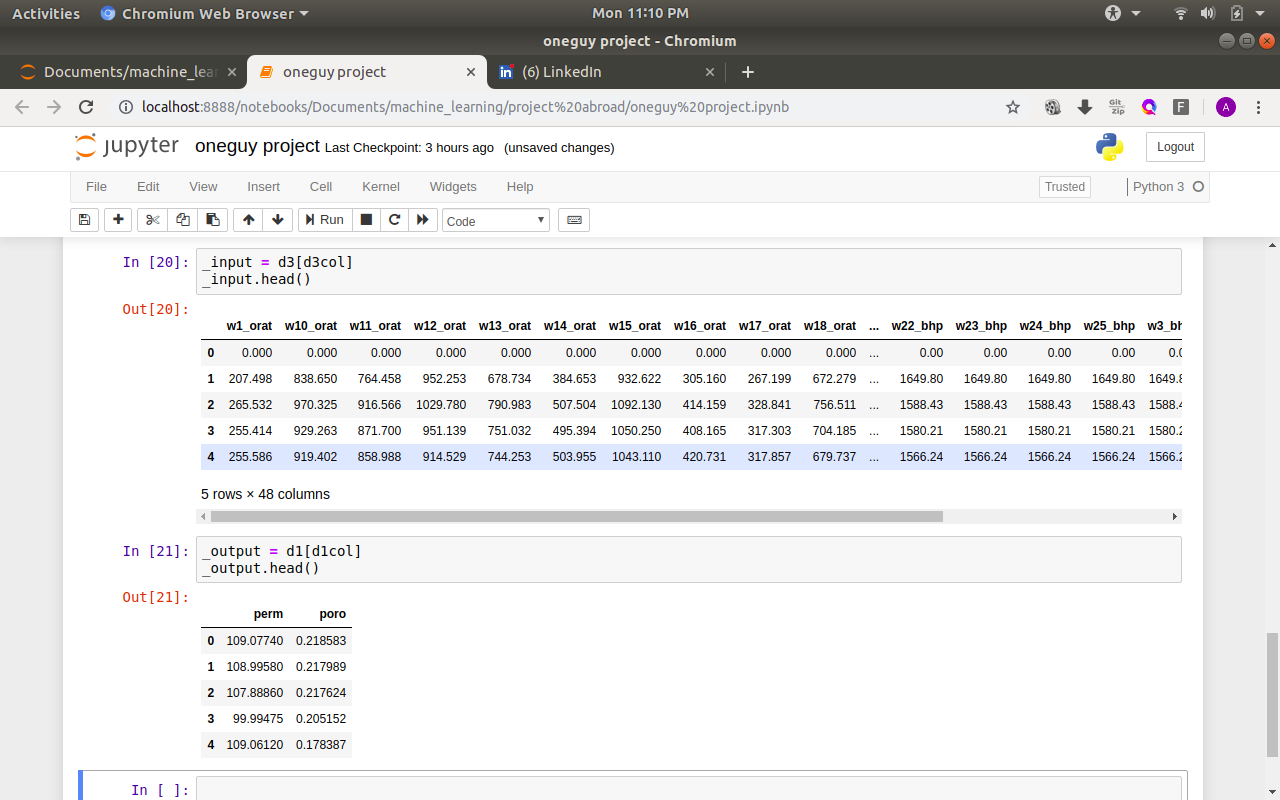 Activities Chromium Web Browser Mon 11:10 PM
oneguy project - Chromium
Documents/machine_lea oneguy project (6) LinkedIn
localhost:8888/notebooks/Documents/machine_learning/project%20abroad/oneguy%20project.ipynb Git Zip F A
jupyter oneguy project Last Checkpoint: 3 hours ago (unsaved changes) Logout
File Edit View Insert Cell Kernel Widgets Help Trusted Python 3
Run Code
In [20]: _input = d3[d3col]
_input.head()
Out[20]:
w1_orat w10_orat w11_orat w12_orat w13_orat w14_orat w15_orat w16_orat w17_orat w18_orat ... w22_bhp w23_bhp w24_bhp w25_bhp w3_bh
0 0.000 0.000 0.000 0.000 0.000 0.000 0.000 0.000 0.000 0.000 ... 0.00 0.00 0.00 0.00 0.0
1 207.498 838.650 764.458 952.253 678.734 384.653 932.622 305.160 267.199 672.279 ... 1649.80 1649.80 1649.80 1649.80 1649.8
2 265.532 970.325 916.566 1029.780 790.983 507.504 1092.130 414.159 328.841 756.511 ... 1588.43 1588.43 1588.43 1588.43 1588.4
3 255.414 929.263 871.700 951.139 751.032 495.394 1050.250 408.165 317.303 704.185 ... 1580.21 1580.21 1580.21 1580.21 1580.2
4 255.586 919.402 858.988 914.529 744.253 503.955 1043.110 420.731 317.857 679.737 ... 1566.24 1566.24 1566.24 1566.24 1566.2
5 rows × 48 columns
In [21]: _output = d1[d1col]
_output.head()
Out[21]:
perm poro
0 109.07740 0.218583
1 108.99580 0.217989
2 107.88860 0.217624
3 99.99475 0.205152
4 109.06120 0.178387
In [ ]: